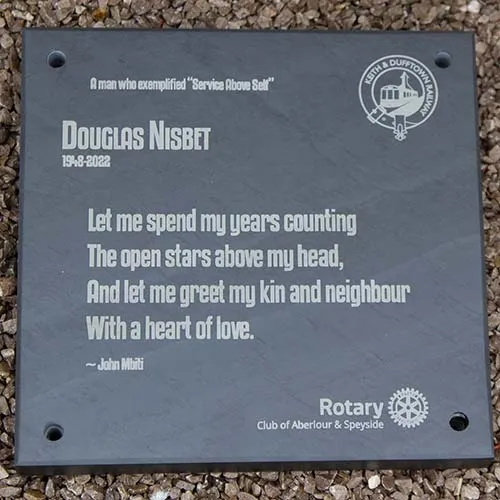 A man who exemplified "Service Above Self"
KEITH & DUFFTOWN RAILWAY
DOUGLAS NISBET
1948-2022
Let me spend my years counting
The open stars above my head,
And let me greet my kin and neighbour
With a heart of love.
~ John Mbiti
Rotary
Club of Aberlour & Speyside